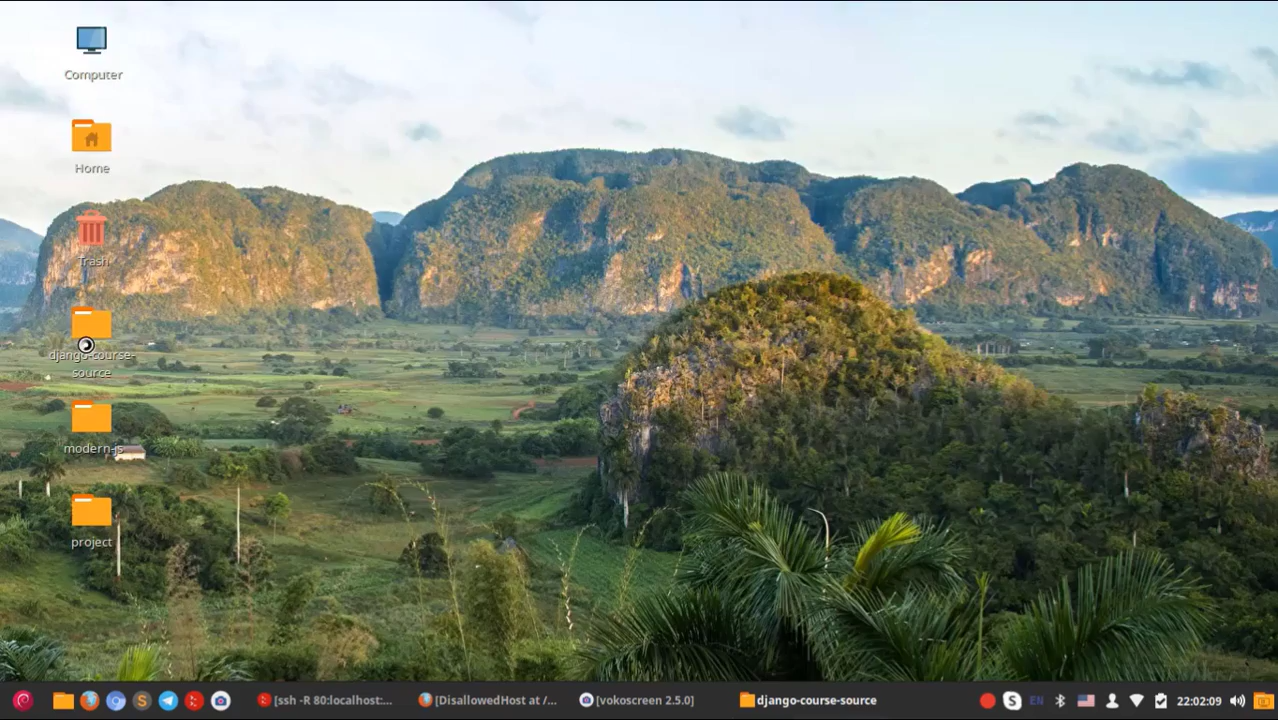 Computer
Home
Trash
django-course-
source
modern-js
project
[ssh -R 80:localhost:...
[DisallowedHost at /...
[vokoscreen 2.5.0]
django-course-source
EN
22:02:09